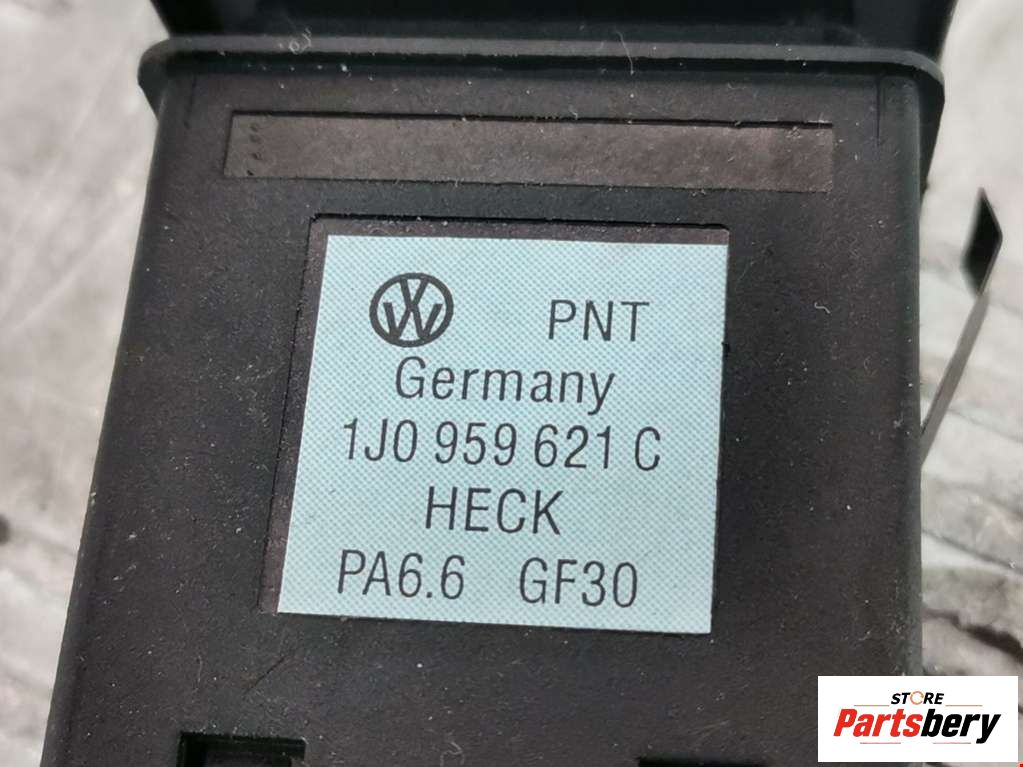 PNT
Germany
1J0 959 621 C
HECK
PA6.6 GF30
STORE
Partsbery